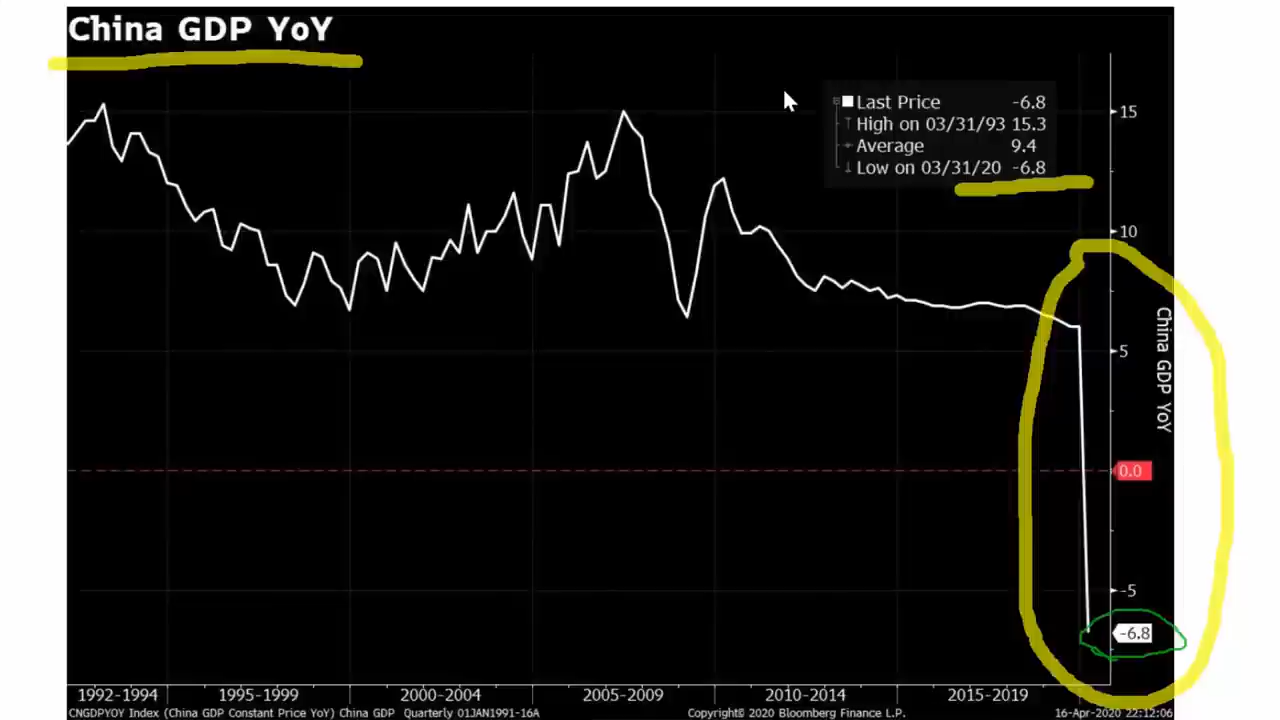 China GDP YoY
Last Price -6.8
High on 03/31/93 15.3
Average 9.4
Low on 03/31/20 -6.8
15
10
5
0.0
-5
-6.8
China GDP YoY
1992-1994 1995-1999 2000-2004 2005-2009 2010-2014 2015-2019
CNGDPYOY Index (China GDP Constant Price YoY) China GDP Quarterly 01JAN1991-16A Copyright© 2020 Bloomberg Finance L.P. 16-Apr-2020 22:12:06